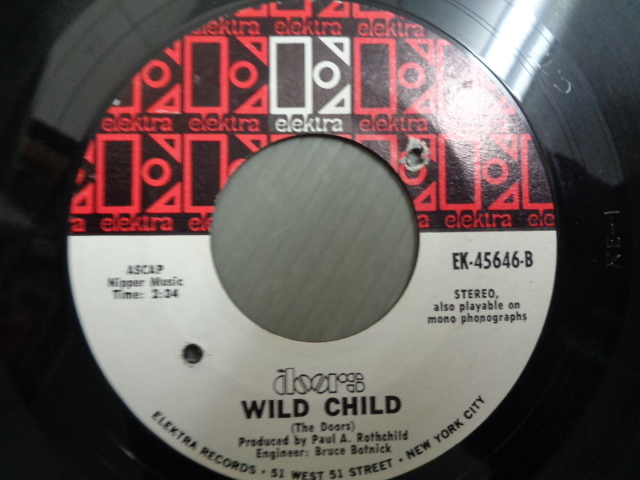 elektra elektra elektra elektra
elektra elektra elektra elektra elektra
ASCAP
Nipper Music
Time: 2:34
EK-45646-B
STEREO,
also playable on
mono phonographs
doors
WILD CHILD
(The Doors)
Produced by Paul A. Rothchild
Engineer: Bruce Botnick
ELEKTRA RECORDS • 51 WEST 51 STREET • NEW YORK CITY